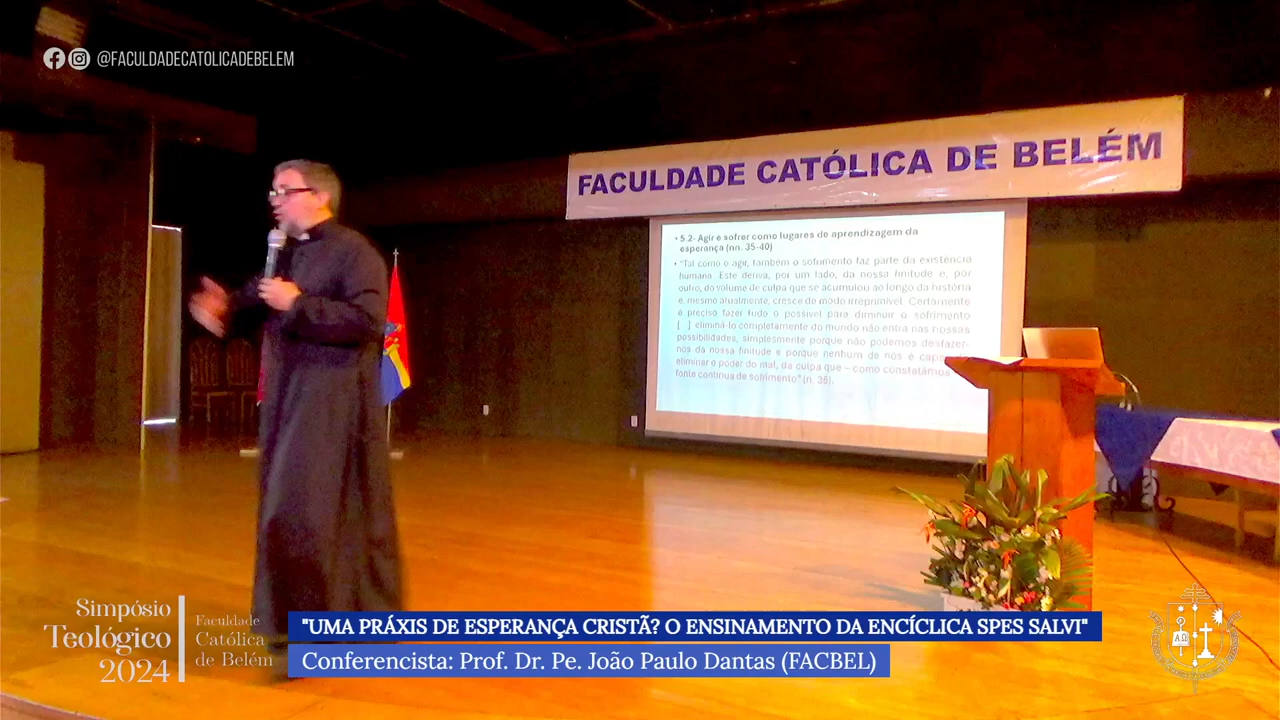 @FACULDADECATOLICADEBELEM
FACULDADE CATÓLICA DE BELÉM
• 5.2- Agir e sofrer como lugares de aprendizagem da
esperança (nn. 35-40)
• "Tal como o agir, também o sofrimento faz parte da existência
humana. Este deriva, por um lado, da nossa finitude e, por
outro, do volume de culpa que se acumulou ao longo da história
e, mesmo atualmente, cresce de modo irreprimível. Certamente
é preciso fazer tudo o possível para diminuir o sofrimento
[ ] eliminá-lo completamente do mundo não entra nas nossas
possibilidades, simplesmente porque não podemos desfazer-
nos da nossa finitude e porque nenhum de nós é capaz
eliminar o poder do mal, da culpa que – como constatamos
fonte contínua de sofrimento" (n. 36).
Simpósio
Teológico
2024
Faculdade
Católica
de Belém
"UMA PRÁXIS DE ESPERANÇA CRISTÃ? O ENSINAMENTO DA ENCÍCLICA SPES SALVI"
Conferencista: Prof. Dr. Pe. João Paulo Dantas (FACBEL)
ΑΩ